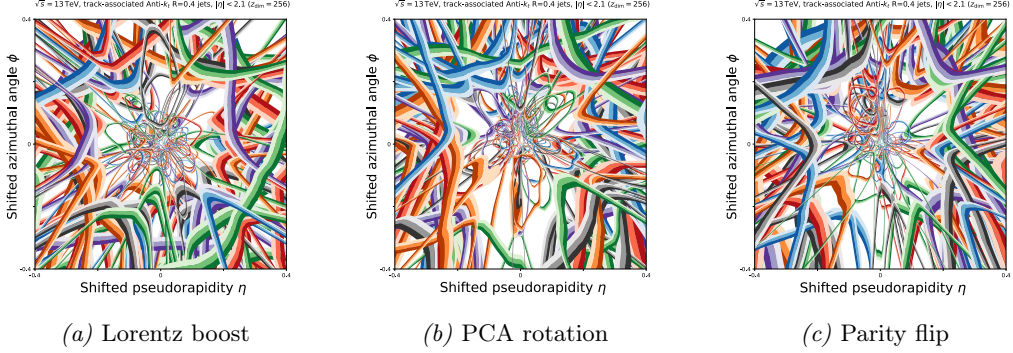 √s = 13 TeV, track-associated Anti-kt R=0.4 jets, |η| < 2.1 (zdim = 256)
0.4
Shifted azimuthal angle ϕ
0
-0.4
-0.4 0 0.4
Shifted pseudorapidity η
(a) Lorentz boost
√s = 13 TeV, track-associated Anti-kt R=0.4 jets, |η| < 2.1 (zdim = 256)
0.4
Shifted azimuthal angle ϕ
0
-0.4
-0.4 0 0.4
Shifted pseudorapidity η
(b) PCA rotation
√s = 13 TeV, track-associated Anti-kt R=0.4 jets, |η| < 2.1 (zdim = 256)
0.4
Shifted azimuthal angle ϕ
0
-0.4
-0.4 0 0.4
Shifted pseudorapidity η
(c) Parity flip